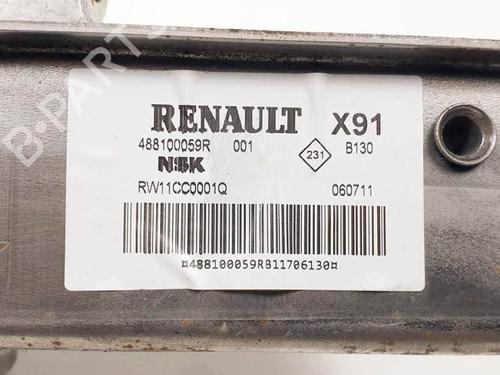 RENAULT X91
488100059R 001 231 B130
NSK
RW11CC0001Q 060711
¤488100059RB11706130¤
B-PARTS